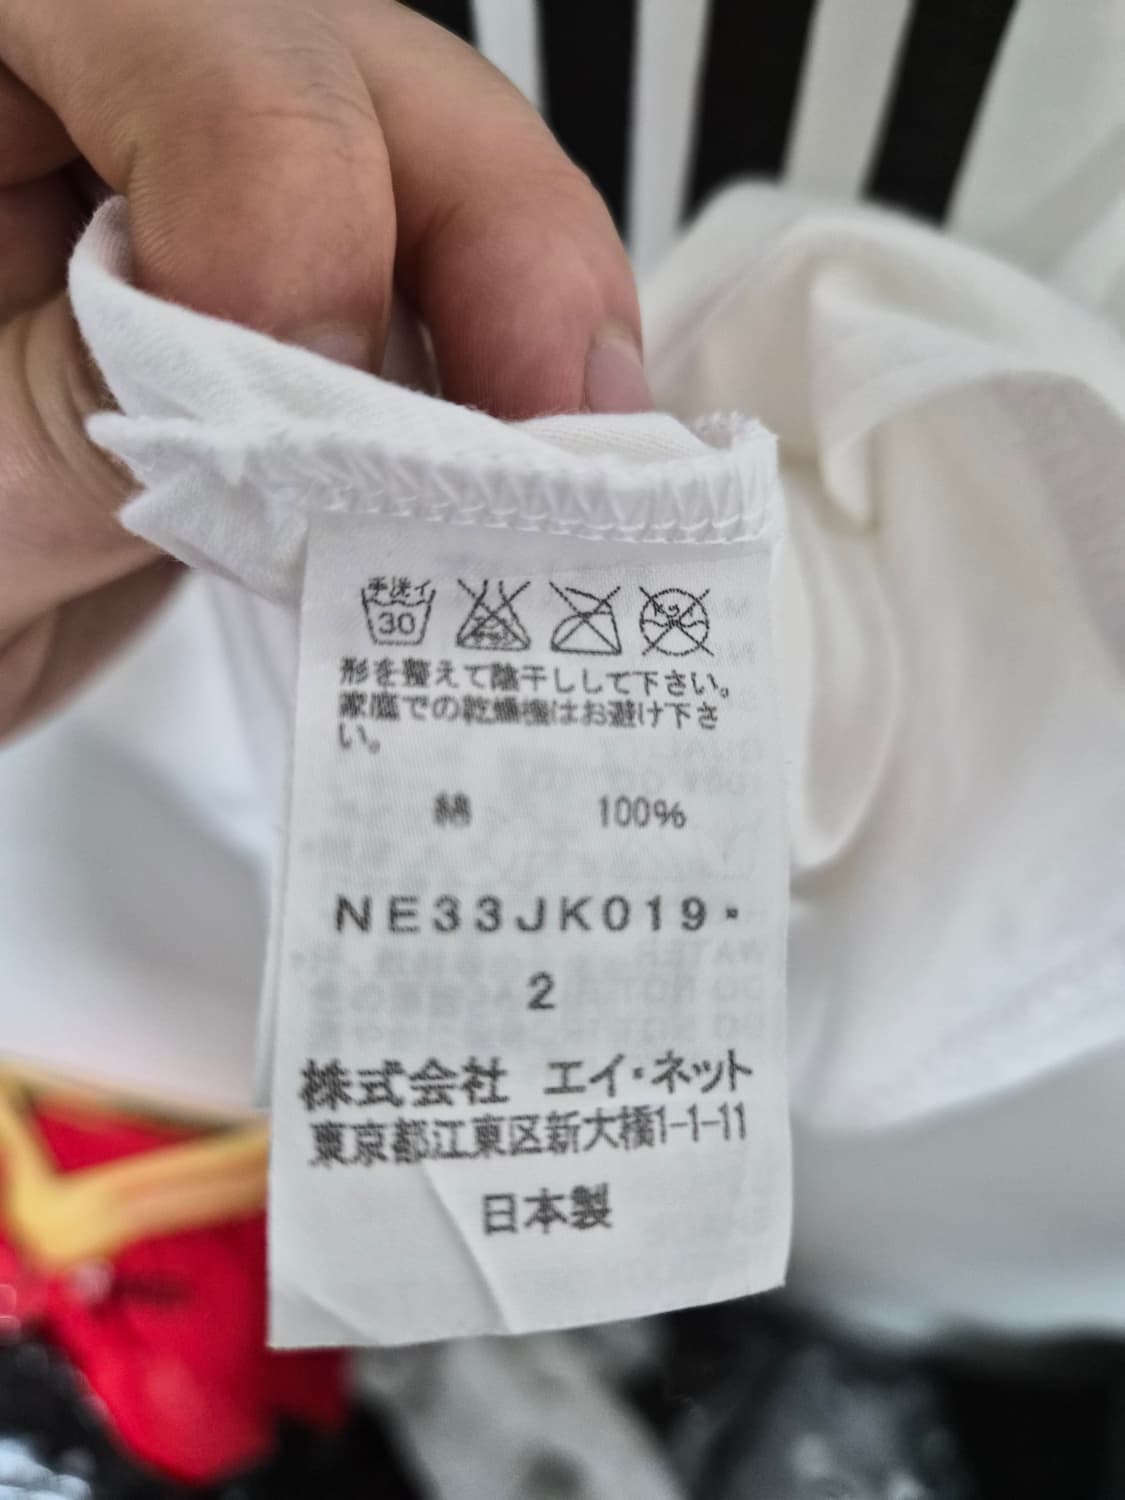 手洗イ
30
形を整えて陰干しして下さい。
家庭での乾燥機はお避け下さ
い。
綿 100%
NE33JK019-
2
株式会社 エイ・ネット
東京都江東区新大橋1-1-11
日本製